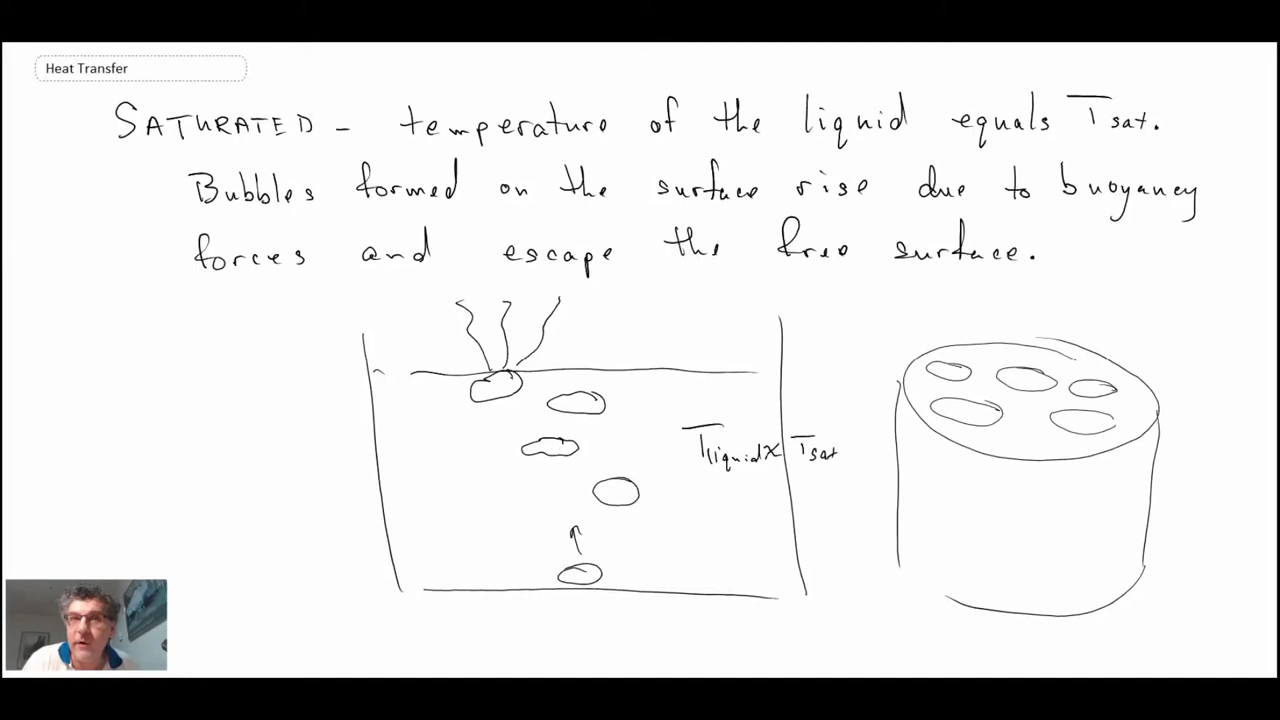 Heat Transfer
SATURATED - temperature of the liquid equals Tsat.
Bubbles formed on the surface rise due to buoyancy
forces and escape the free surface.
Tliquid ≈ Tsat